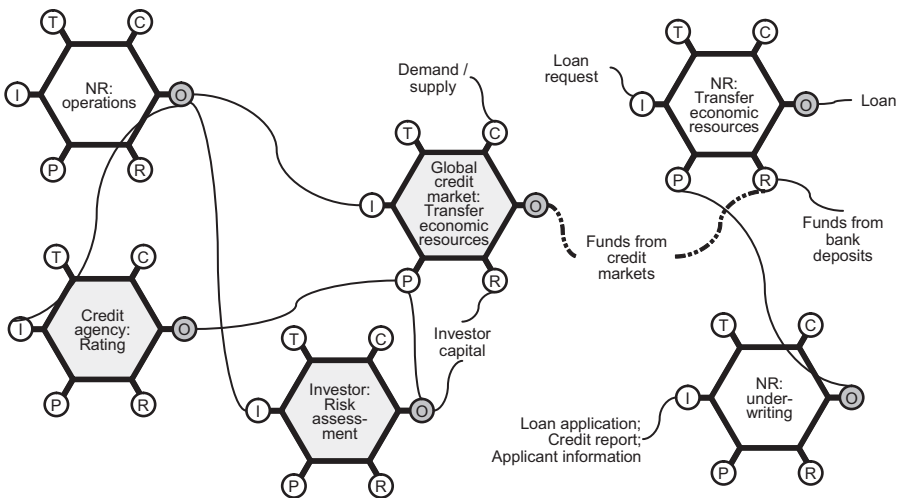 T
C
I
NR:
operations
O
P
R
T
C
I
Credit
agency:
Rating
O
P
R
T
C
I
Investor:
Risk
assess-
ment
O
P
R
Demand /
supply
T
C
I
Global
credit
market:
Transfer
economic
resources
O
P
R
Investor
capital
Funds from
credit
markets
Loan
request
T
C
I
NR:
Transfer
economic
resources
O
Loan
P
R
Funds from
bank
deposits
T
C
I
NR:
under-
writing
O
P
R
Loan application;
Credit report;
Applicant information